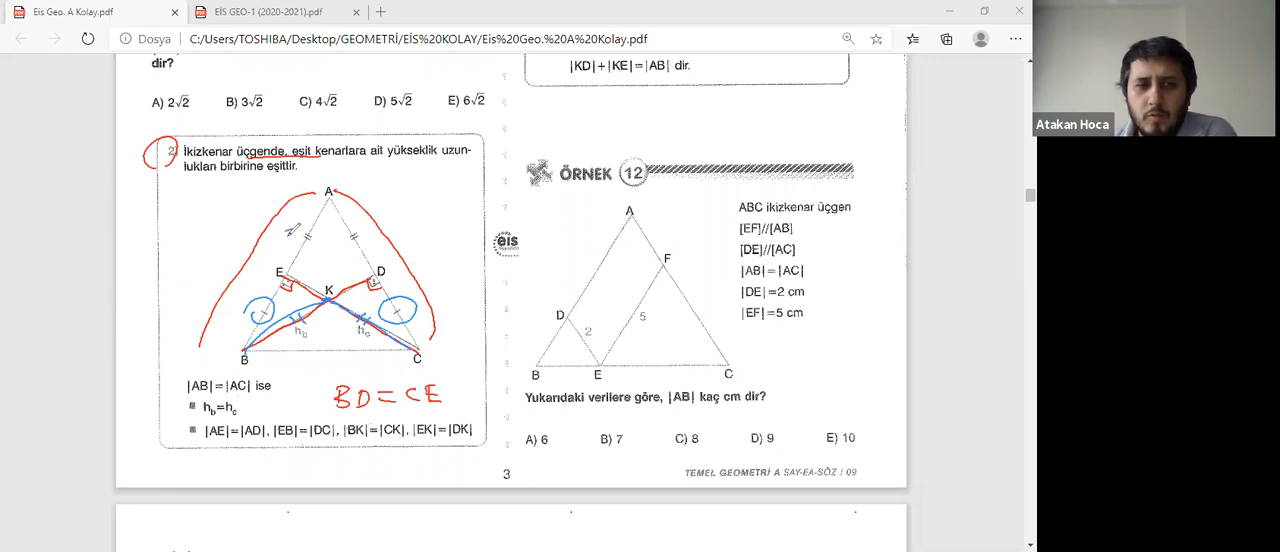 Eis Geo. A Kolay.pdf
EİS GEO-1 (2020-2021).pdf
Dosya
C:/Users/TOSHIBA/Desktop/GEOMETRİ/EİS%20KOLAY/Eis%20Geo.%20A%20Kolay.pdf
Atakan Hoca
dir?
A) 2√2 B) 3√2 C) 4√2 D) 5√2 E) 6√2
2. İkizkenar üçgende, eşit kenarlara ait yükseklik uzun-
lukları birbirine eşittir.
A
E
D
K
h_b
h_c
B
C
|AB|=|AC| ise
BD = CE
h_b=h_c
|AE|=|AD|, |EB|=|DC|, |BK|=|CK|, |EK|=|DK|
|KD|+|KE|=|AB| dir.
eis
ÖRNEK 12
A
F
D
2
5
B
E
C
ABC ikizkenar üçgen
[EF]//[AB]
[DE]//[AC]
|AB|=|AC|
|DE|=2 cm
|EF|=5 cm
Yukarıdaki verilere göre, |AB| kaç cm dir?
A) 6 B) 7 C) 8 D) 9 E) 10
3
TEMEL GEOMETRİ A SAY-EA-SÖZ / 09